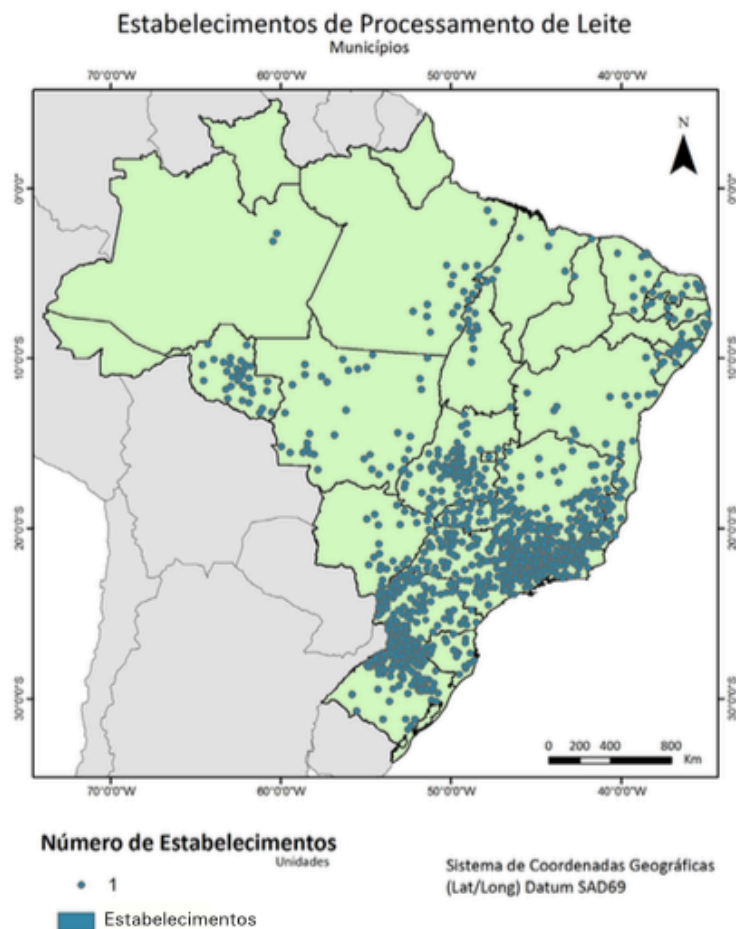 Estabelecimentos de Processamento de Leite
Municípios
70°0'0"W 60°0'0"W 50°0'0"W 40°0'0"W
N
0°0'0" 0°0'0"
10°0'0"S 10°0'0"S
20°0'0"S 20°0'0"S
30°0'0"S 30°0'0"S
0 200 400 800
Km
70°0'0"W 60°0'0"W 50°0'0"W 40°0'0"W
Número de Estabelecimentos
Unidades
1
Estabelecimentos
Sistema de Coordenadas Geográficas
(Lat/Long) Datum SAD69